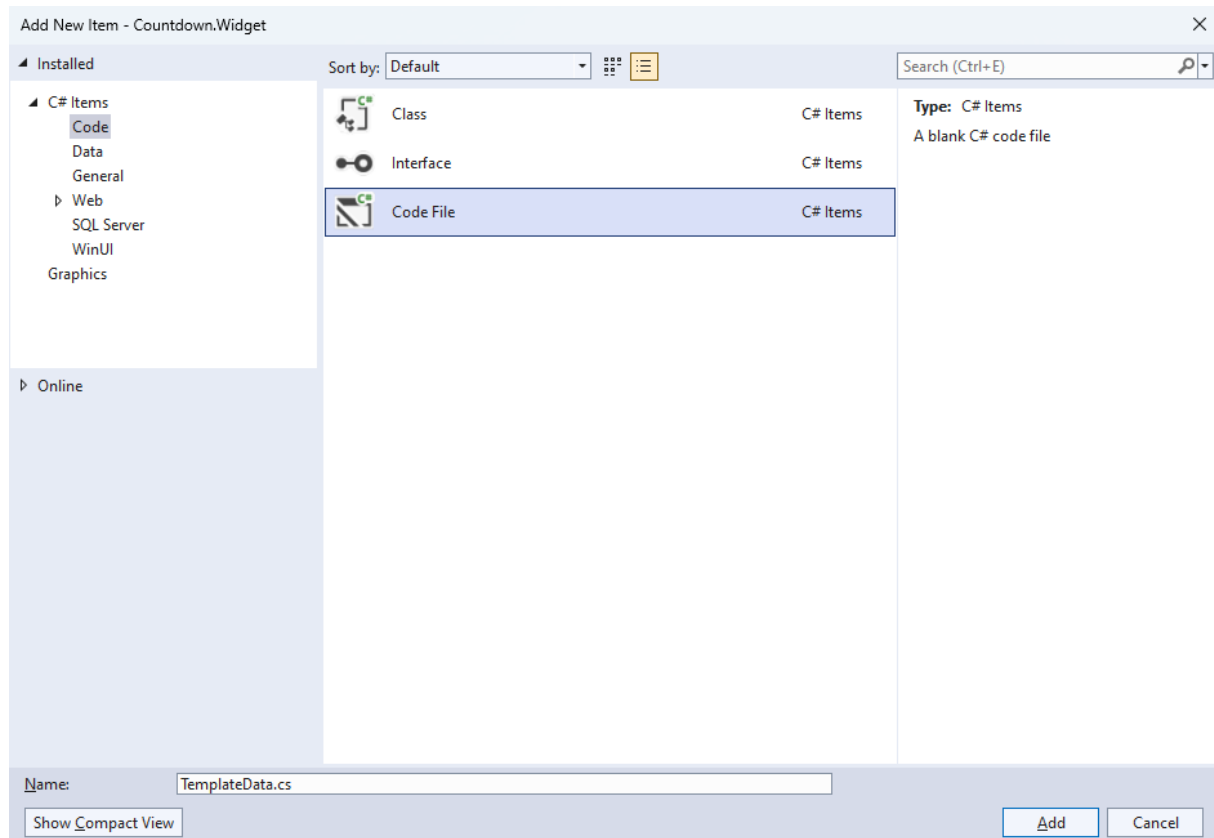 Add New Item - Countdown.Widget
Installed
Sort by: Default
Search (Ctrl+E)
C# Items
Code
Data
General
Web
SQL Server
WinUI
Graphics
Online
C# Class C# Items
Interface C# Items
C# Code File C# Items
Type: C# Items
A blank C# code file
Name: TemplateData.cs
Show Compact View
Add
Cancel